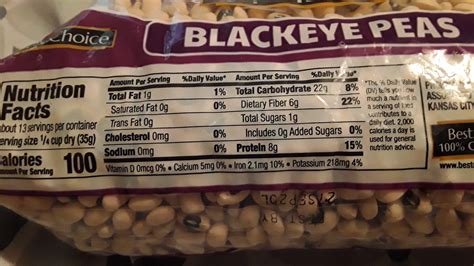 Choice
BLACKEYE PEAS
Nutrition Facts
about 13 servings per container
serving size 1/4 cup dry (35g)
Calories 100
Amount Per Serving
Amount Per Serving %Daily Value*
Total Fat 1g 1%
Saturated Fat 0g 0%
Trans Fat 0g
Cholesterol 0mg 0%
Sodium 0mg 0%
Amount Per Serving %Daily Value*
Total Carbohydrate 22g 8%
Dietary Fiber 6g 22%
Total Sugars 1g
Includes 0g Added Sugars 0%
Protein 8g 15%
Vitamin D 0mcg 0% • Calcium 5mg 0% • Iron 2.1mg 10% • Potassium 218mg 4%
*The % Daily Value
(DV) tells you how
much a nutrient in
a serving of food
contributes to a
daily diet. 2,000
calories a day is
used for general
nutrition advice.
KANSAS
Best
100%